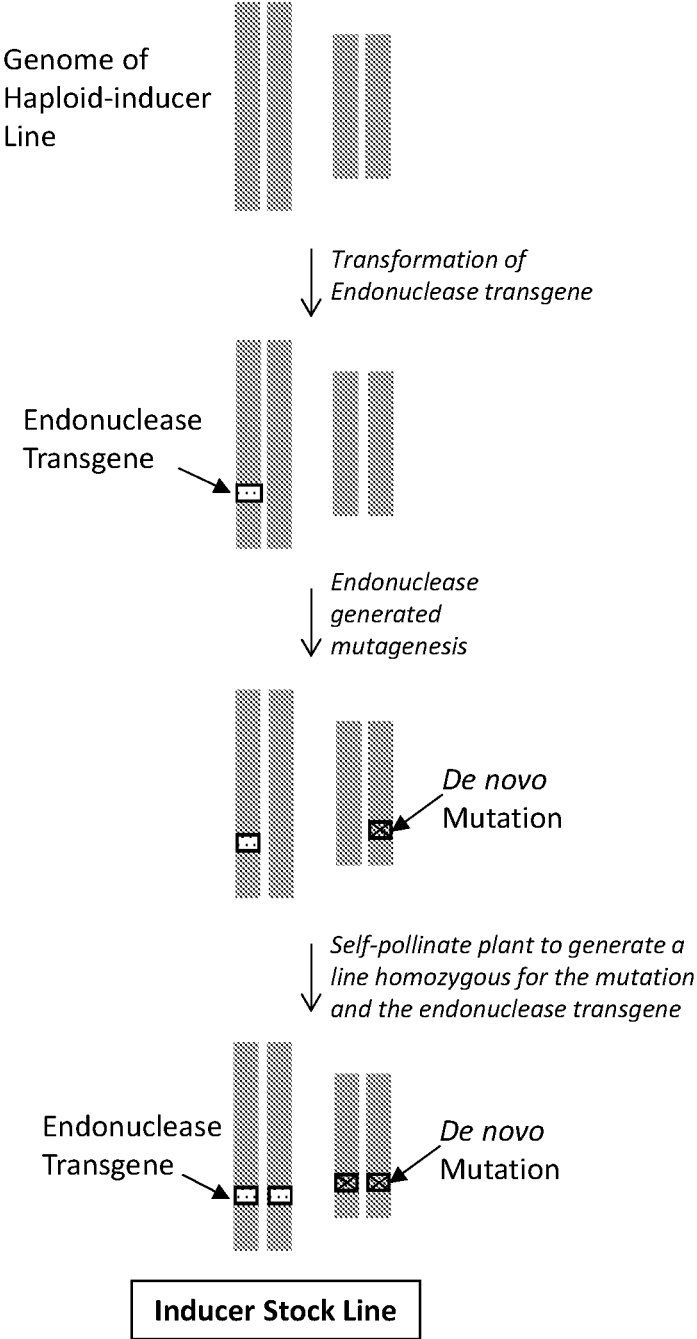 Genome of
Haploid-inducer
Line
Transformation of
Endonuclease transgene
Endonuclease
Transgene
Endonuclease
generated
mutagenesis
De novo
Mutation
Self-pollinate plant to generate a
line homozygous for the mutation
and the endonuclease transgene
Endonuclease
Transgene
De novo
Mutation
Inducer Stock Line